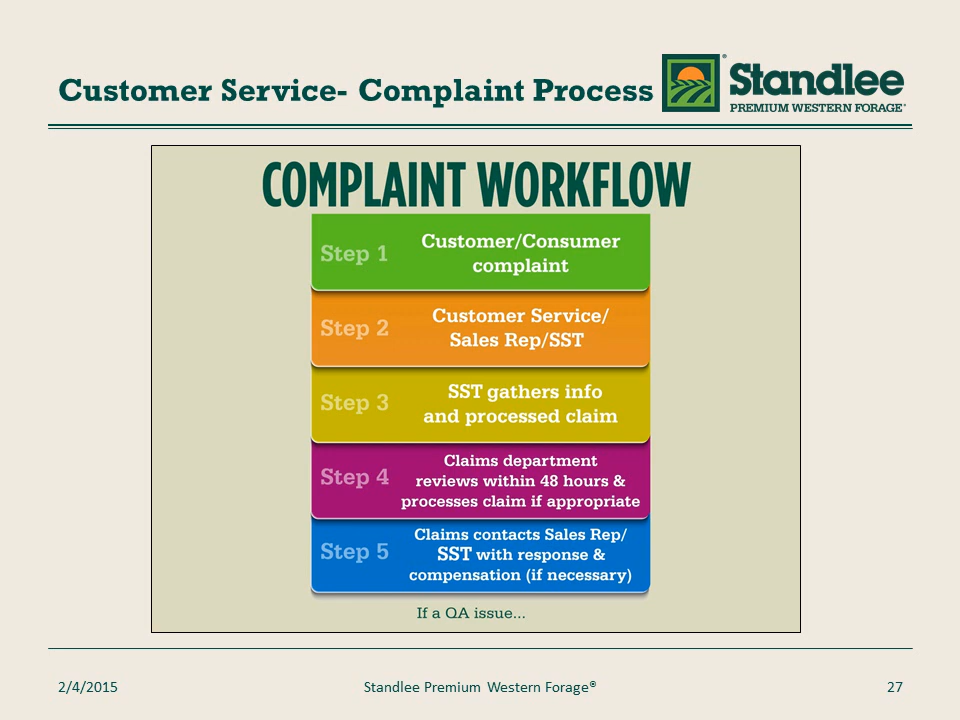 Customer Service- Complaint Process
Standlee®
PREMIUM WESTERN FORAGE®
COMPLAINT WORKFLOW
Step 1
Customer/Consumer
complaint
Step 2
Customer Service/
Sales Rep/SST
Step 3
SST gathers info
and processed claim
Step 4
Claims department
reviews within 48 hours &
processes claim if appropriate
Step 5
Claims contacts Sales Rep/
SST with response &
compensation (if necessary)
If a QA issue...
2/4/2015
Standlee Premium Western Forage®
27